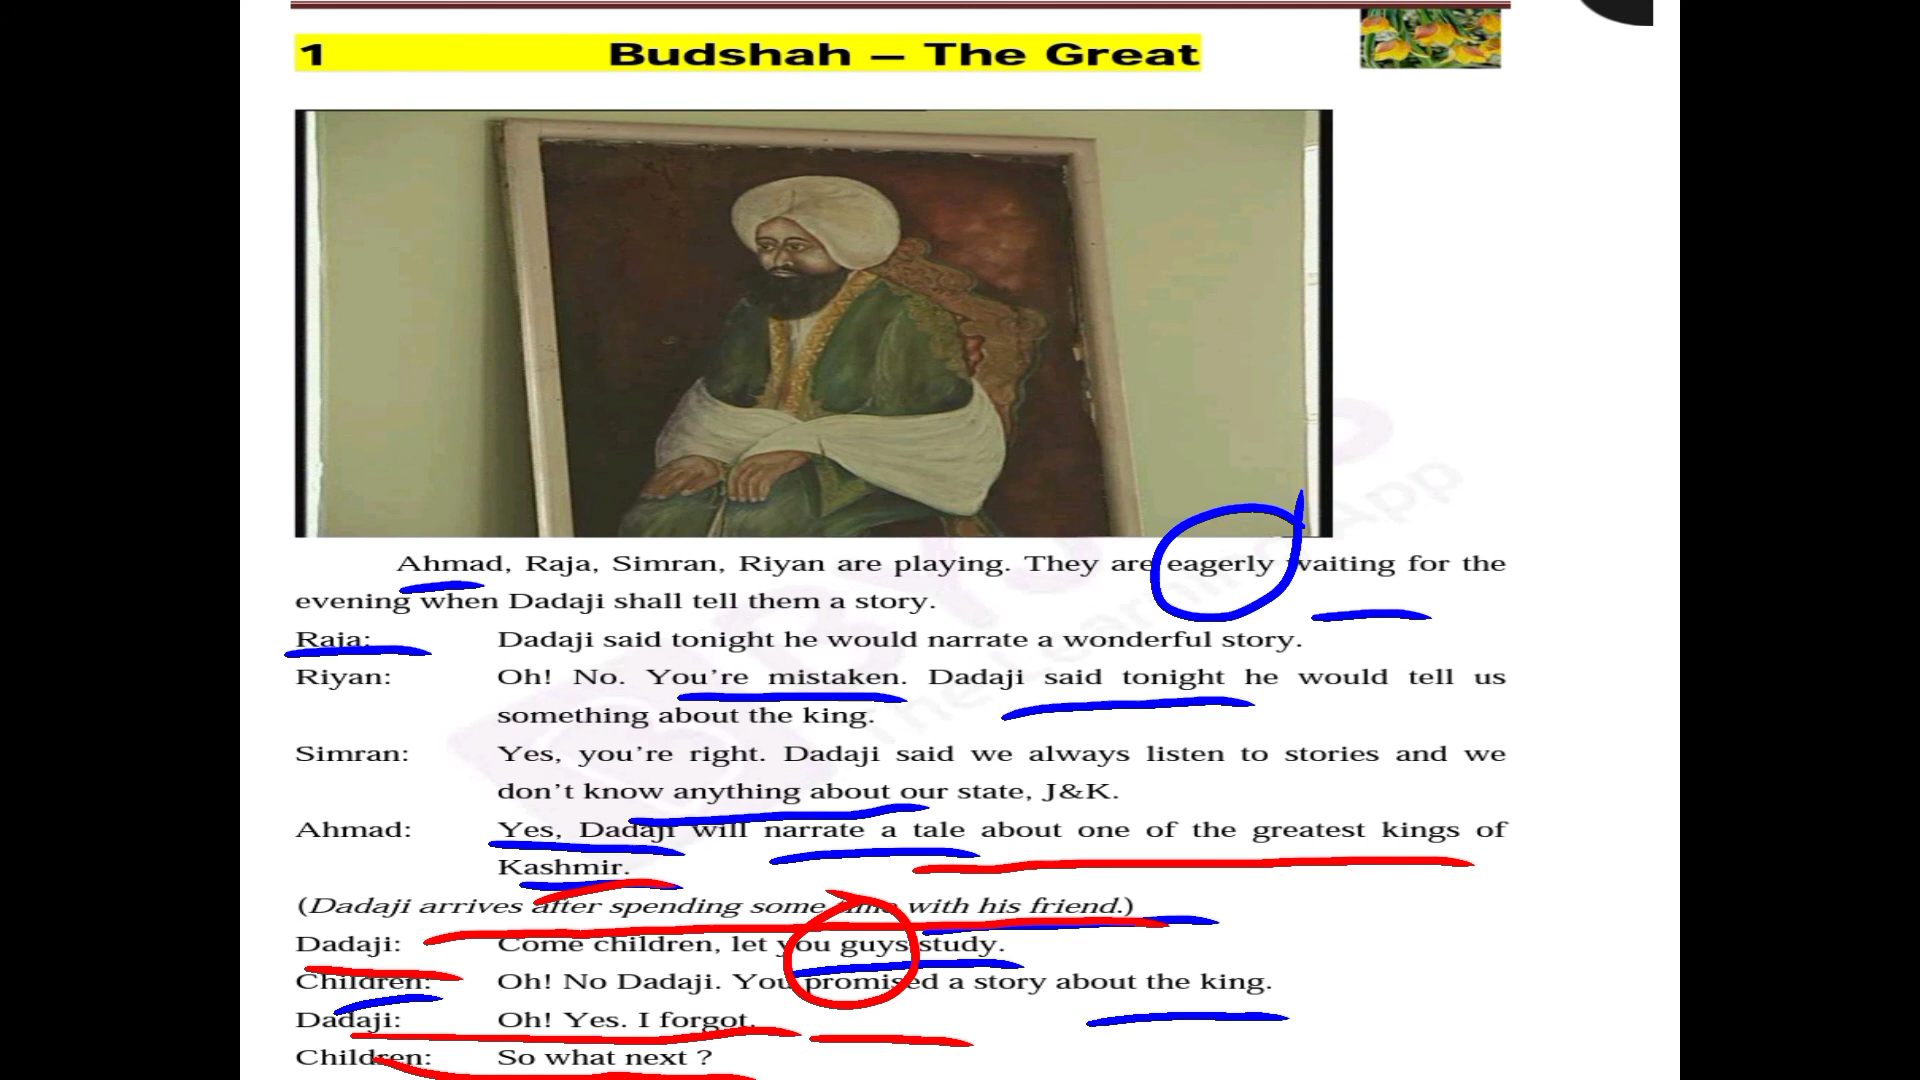 1 Budshah – The Great
Ahmad, Raja, Simran, Riyan are playing. They are eagerly waiting for the
evening when Dadaji shall tell them a story.
Raja: Dadaji said tonight he would narrate a wonderful story.
Riyan: Oh! No. You're mistaken. Dadaji said tonight he would tell us
something about the king.
Simran: Yes, you're right. Dadaji said we always listen to stories and we
don't know anything about our state, J&K.
Ahmad: Yes, Dadaji will narrate a tale about one of the greatest kings of
Kashmir.
(Dadaji arrives after spending some time with his friend.)
Dadaji: Come children, let you guys study.
Children: Oh! No Dadaji. You promised a story about the king.
Dadaji: Oh! Yes. I forgot.
Children: So what next ?
The Learning App